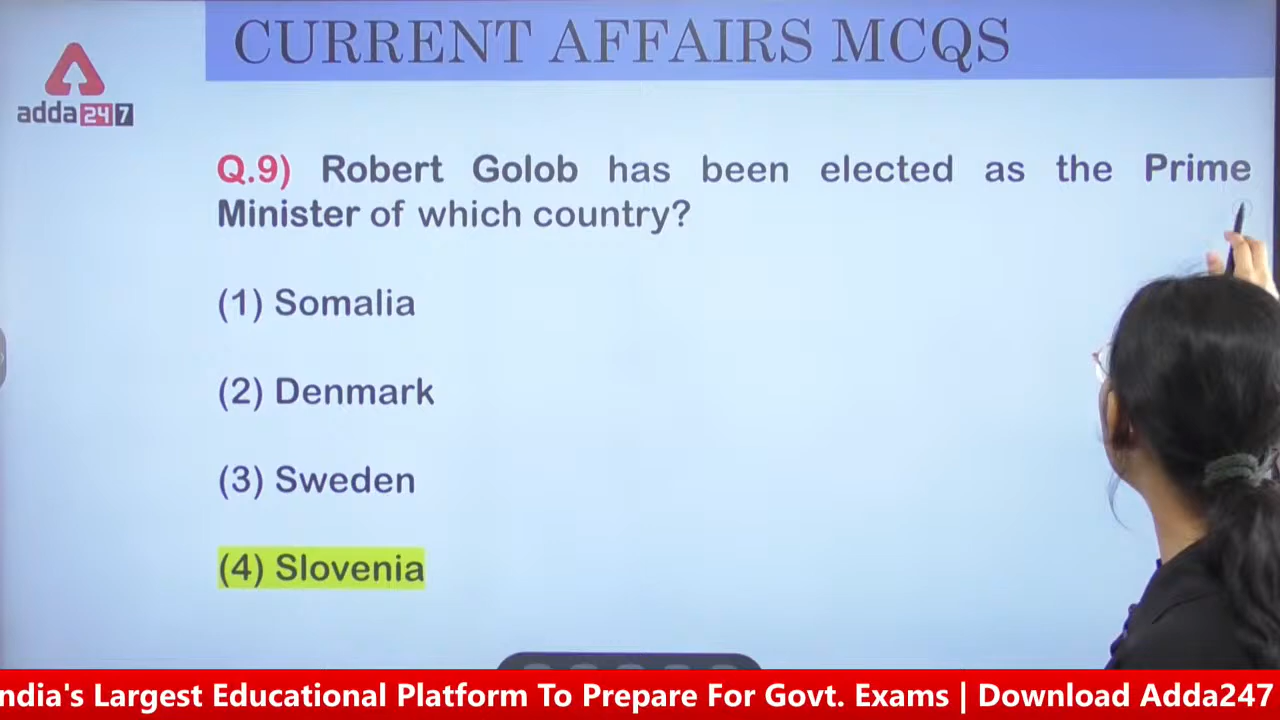 CURRENT AFFAIRS MCQS
adda247
Q.9) Robert Golob has been elected as the Prime
Minister of which country?
(1) Somalia
(2) Denmark
(3) Sweden
(4) Slovenia
ndia's Largest Educational Platform To Prepare For Govt. Exams | Download Adda247